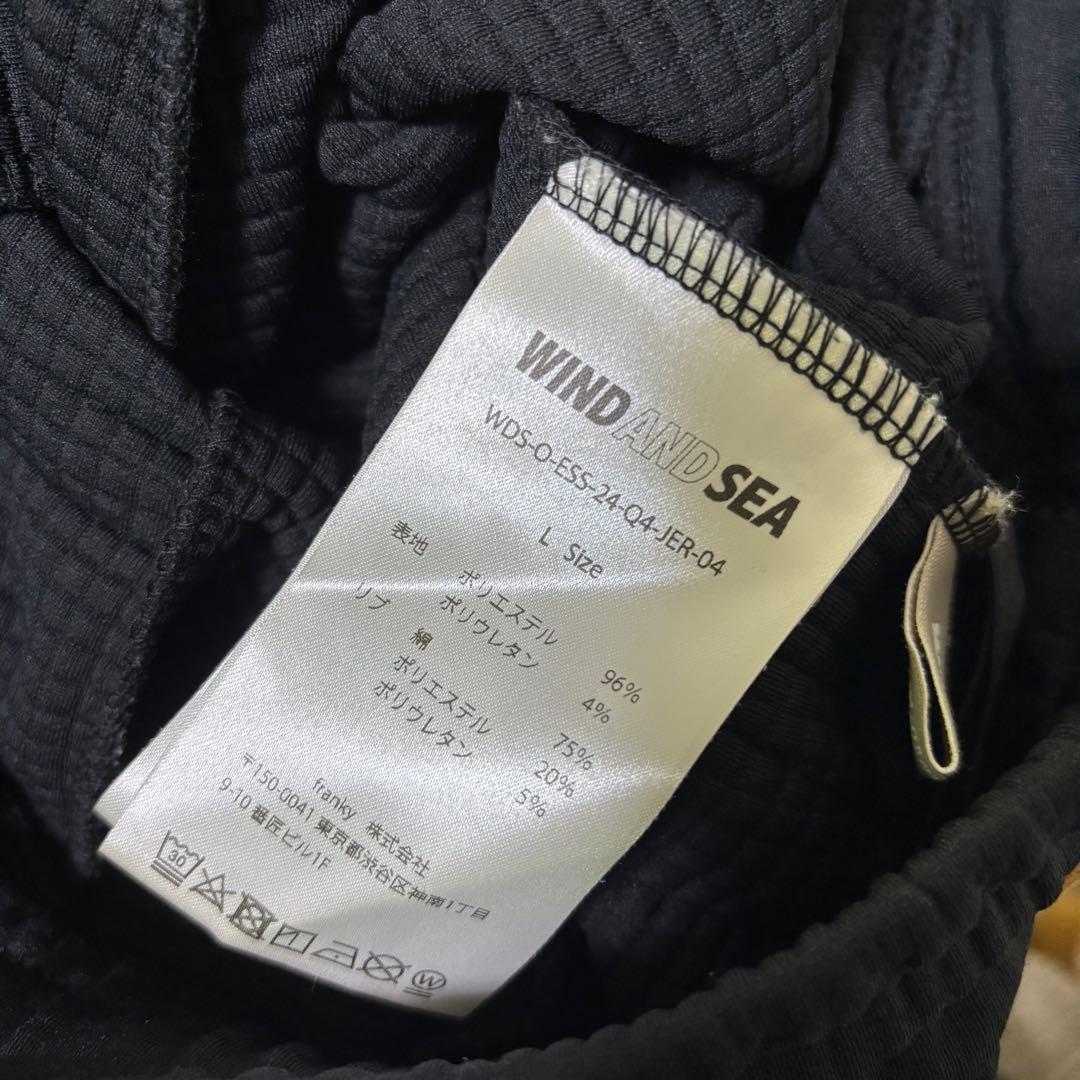 WIND AND SEA
WDS-O-ESS-24-Q4-JER-04
L Size
表地 ポリエステル 96%
ポリウレタン 4%
リブ 綿 75%
ポリエステル 20%
ポリウレタン 5%
franky 株式会社
〒150-0041 東京都渋谷区神南1丁目
9-10 番匠ビル1F
30
W